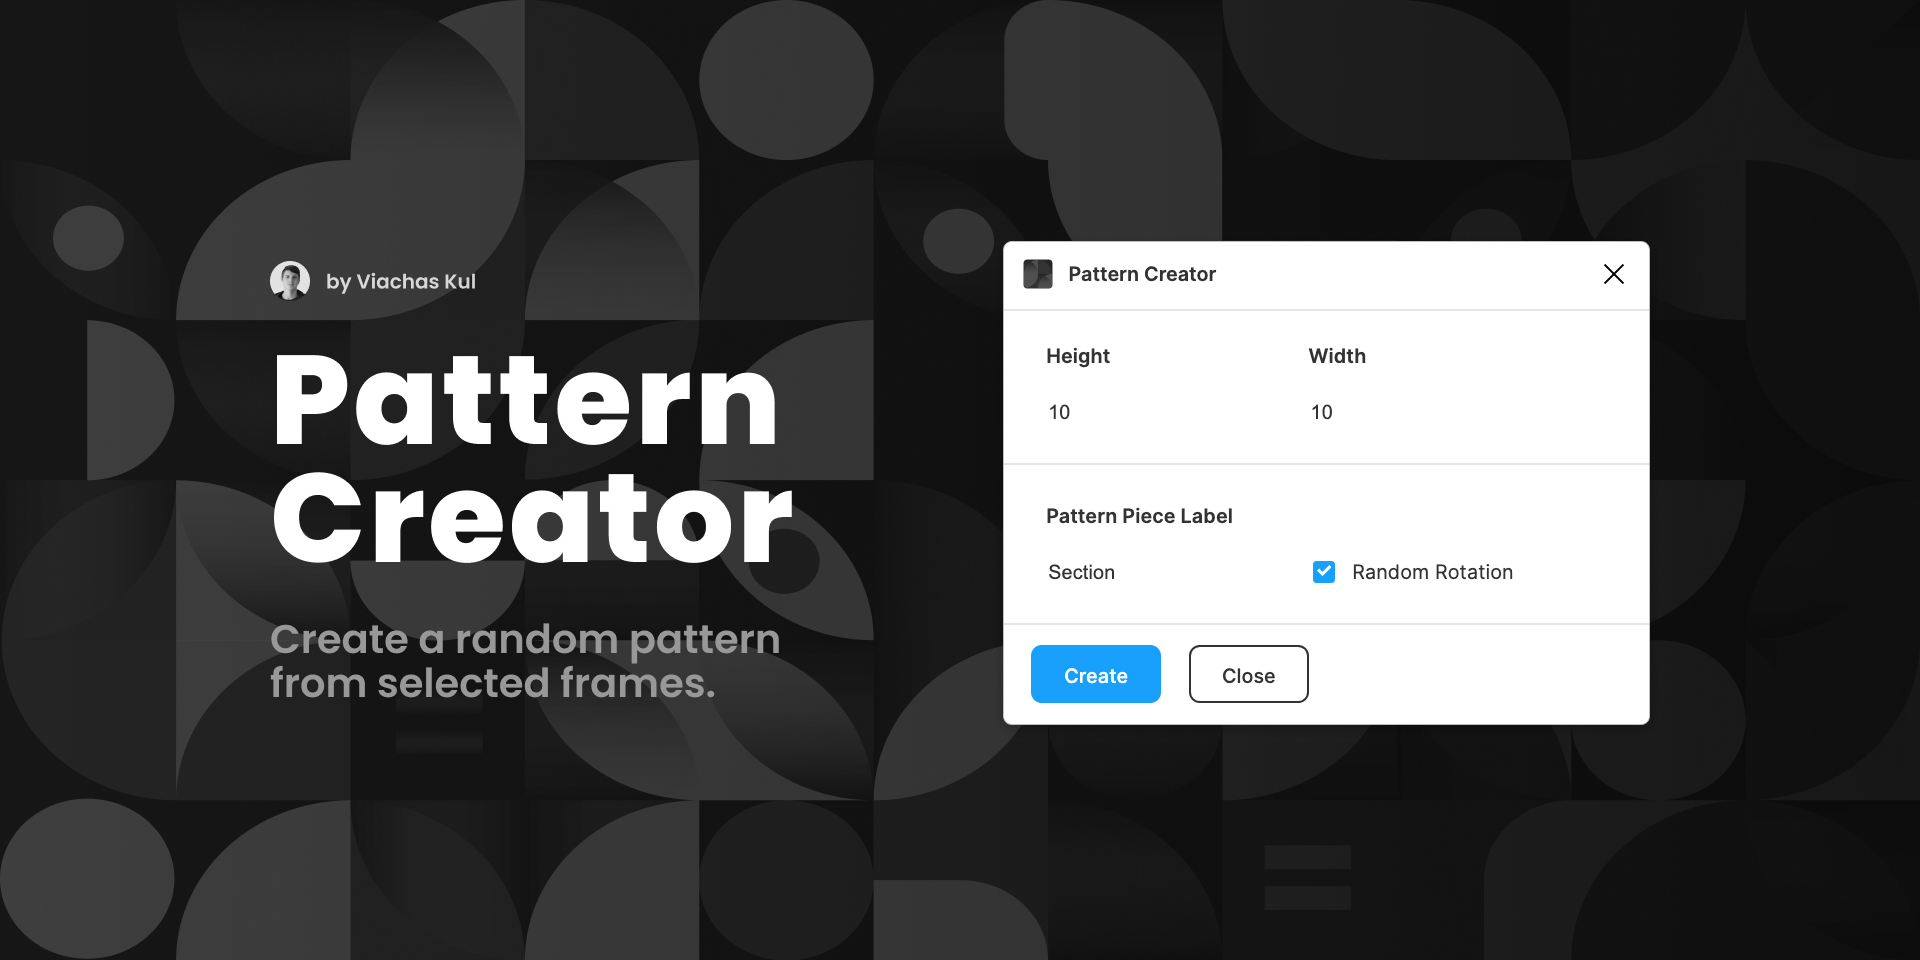 by Viachas Kul
Pattern
Creator
Create a random pattern
from selected frames.
Pattern Creator
Height
Width
10
10
Pattern Piece Label
Section
Random Rotation
Create
Close